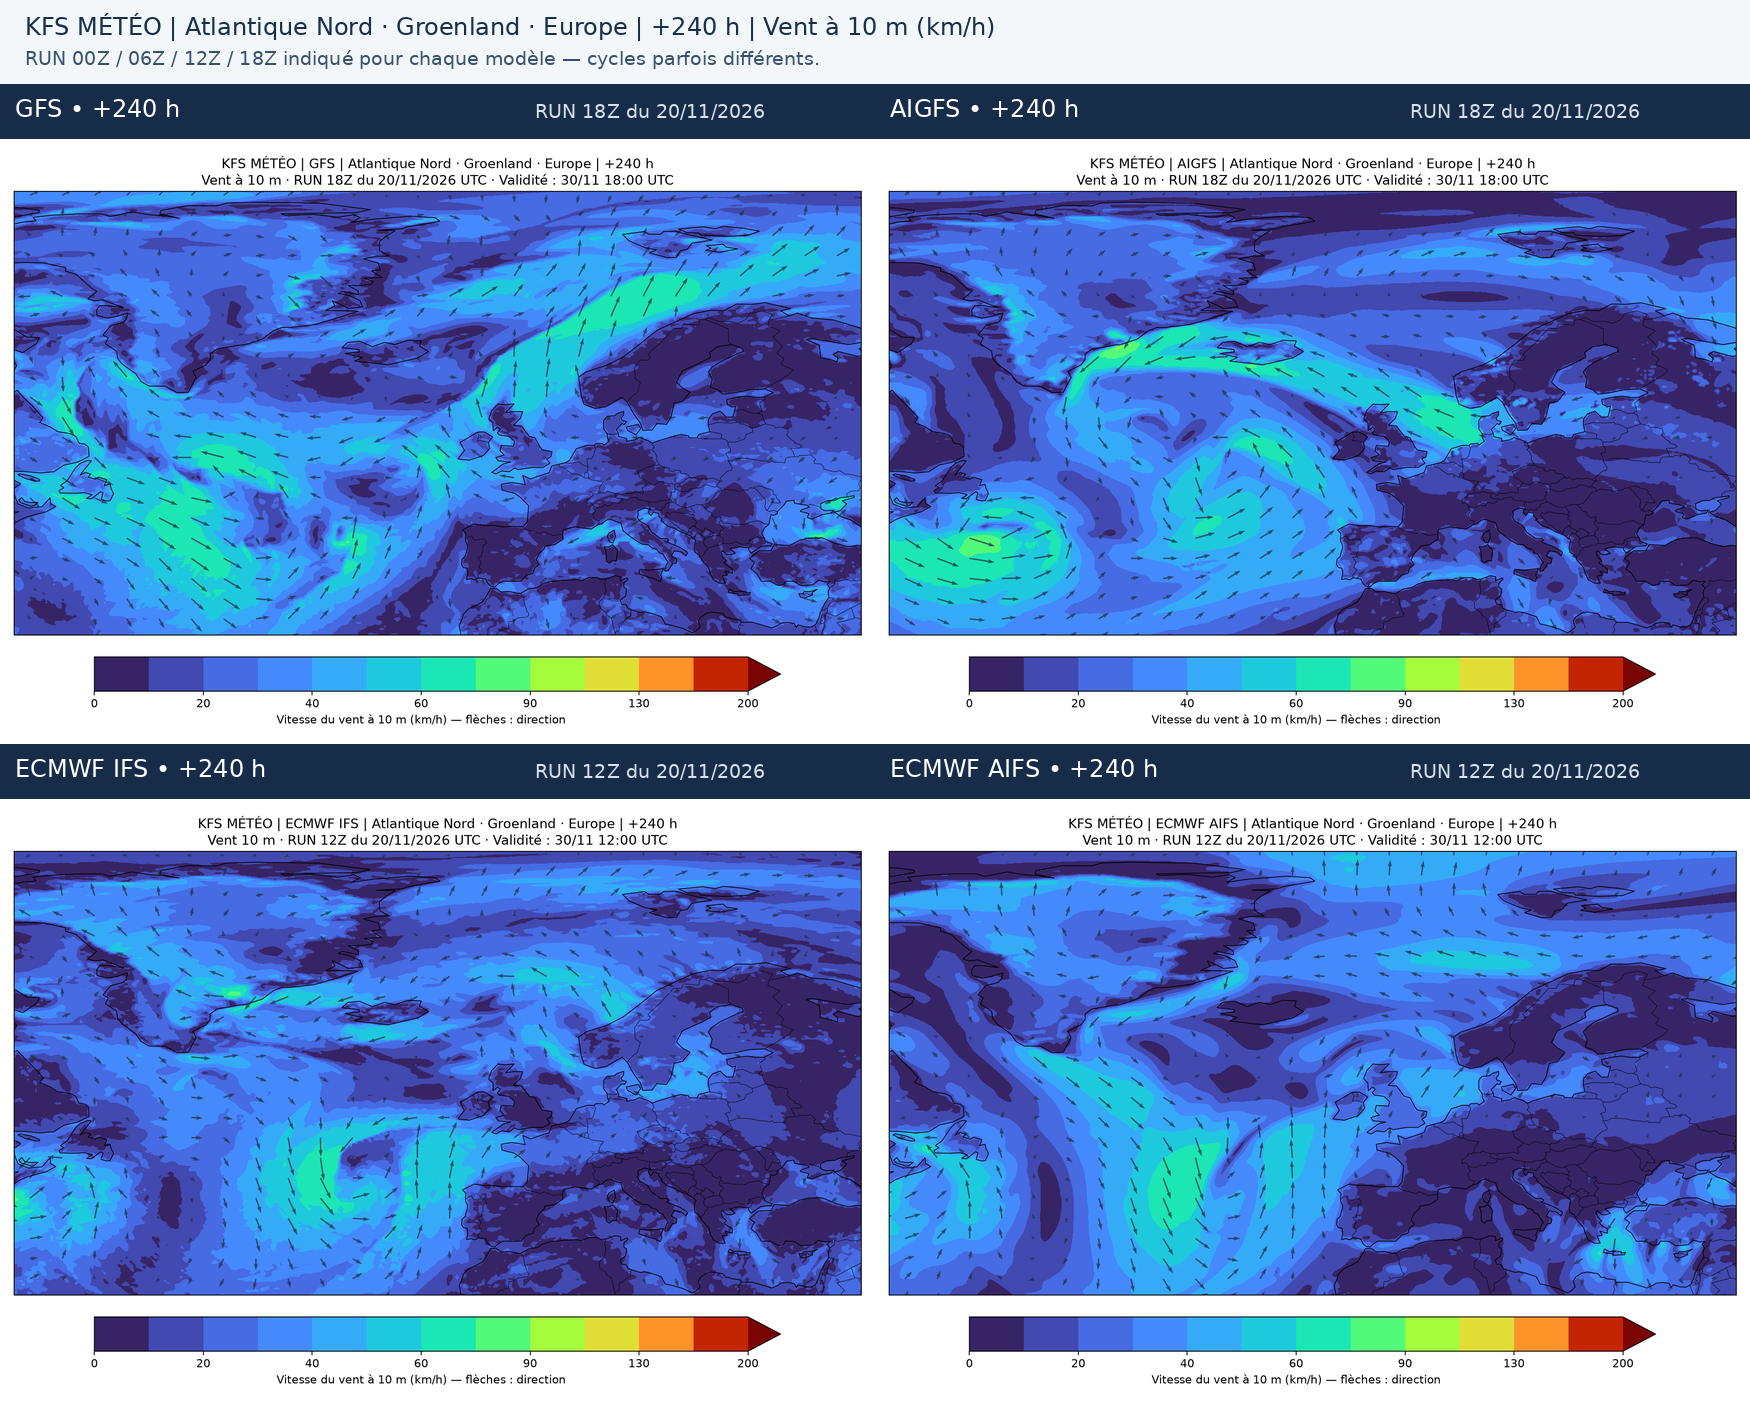 KFS MÉTÉO | Atlantique Nord · Groenland · Europe | +240 h | Vent à 10 m (km/h)
RUN 00Z / 06Z / 12Z / 18Z indiqué pour chaque modèle — cycles parfois différents.
GFS • +240 h
RUN 18Z du 20/11/2026
AIGFS • +240 h
RUN 18Z du 20/11/2026
KFS MÉTÉO | GFS | Atlantique Nord · Groenland · Europe | +240 h
Vent à 10 m · RUN 18Z du 20/11/2026 UTC · Validité : 30/11 18:00 UTC
KFS MÉTÉO | AIGFS | Atlantique Nord · Groenland · Europe | +240 h
Vent à 10 m · RUN 18Z du 20/11/2026 UTC · Validité : 30/11 18:00 UTC
0 20 40 60 90 130 200
Vitesse du vent à 10 m (km/h) — flèches : direction
0 20 40 60 90 130 200
Vitesse du vent à 10 m (km/h) — flèches : direction
ECMWF IFS • +240 h
RUN 12Z du 20/11/2026
ECMWF AIFS • +240 h
RUN 12Z du 20/11/2026
KFS MÉTÉO | ECMWF IFS | Atlantique Nord · Groenland · Europe | +240 h
Vent 10 m · RUN 12Z du 20/11/2026 UTC · Validité : 30/11 12:00 UTC
KFS MÉTÉO | ECMWF AIFS | Atlantique Nord · Groenland · Europe | +240 h
Vent 10 m · RUN 12Z du 20/11/2026 UTC · Validité : 30/11 12:00 UTC
0 20 40 60 90 130 200
Vitesse du vent à 10 m (km/h) — flèches : direction
0 20 40 60 90 130 200
Vitesse du vent à 10 m (km/h) — flèches : direction